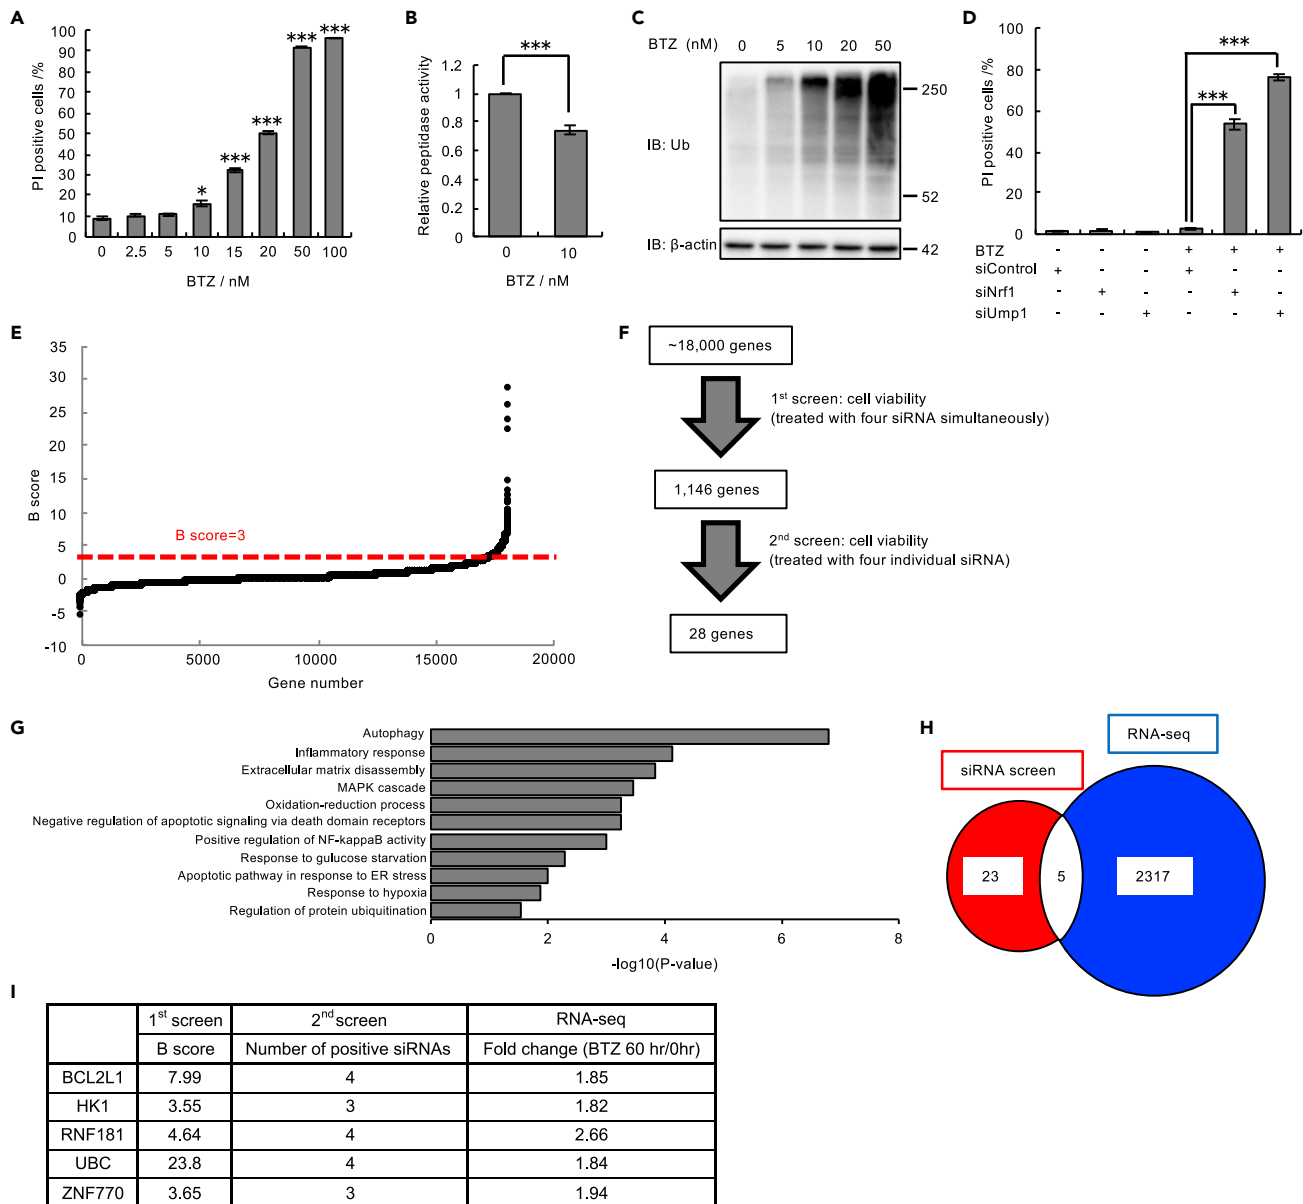 A
PI positive cells /%
100
90
80
70
60
50
40
30
20
10
0
*
***
***
***
***
0 2.5 5 10 15 20 50 100
BTZ / nM
B
Relative peptidase activity
1.2
1
0.8
0.6
0.4
0.2
0
***
0 10
BTZ / nM
C
BTZ (nM) 0 5 10 20 50
IB: Ub
250
52
IB: β-actin
42
D
PI positive cells /%
100
80
60
40
20
0
***
***
BTZ - - - + + +
siControl + - - + - -
siNrf1 - + - - + -
siUmp1 - - + - - +
E
B score
35
30
25
20
15
10
5
0
-5
-10
B score=3
0 5000 10000 15000 20000
Gene number
F
~18,000 genes
1st screen: cell viability
(treated with four siRNA simultaneously)
1,146 genes
2nd screen: cell viability
(treated with four individual siRNA)
28 genes
G
Autophagy
Inflammatory response
Extracellular matrix disassembly
MAPK cascade
Oxidation-reduction process
Negative regulation of apoptotic signaling via death domain receptors
Positive regulation of NF-kappaB activity
Response to gulucose starvation
Apoptotic pathway in response to ER stress
Response to hypoxia
Regulation of protein ubiquitination
0 2 4 6 8
-log10(P-value)
H
RNA-seq
siRNA screen
23 5 2317
I
1st screen 2nd screen RNA-seq
B score Number of positive siRNAs Fold change (BTZ 60 hr/0hr)
BCL2L1 7.99 4 1.85
HK1 3.55 3 1.82
RNF181 4.64 4 2.66
UBC 23.8 4 1.84
ZNF770 3.65 3 1.94